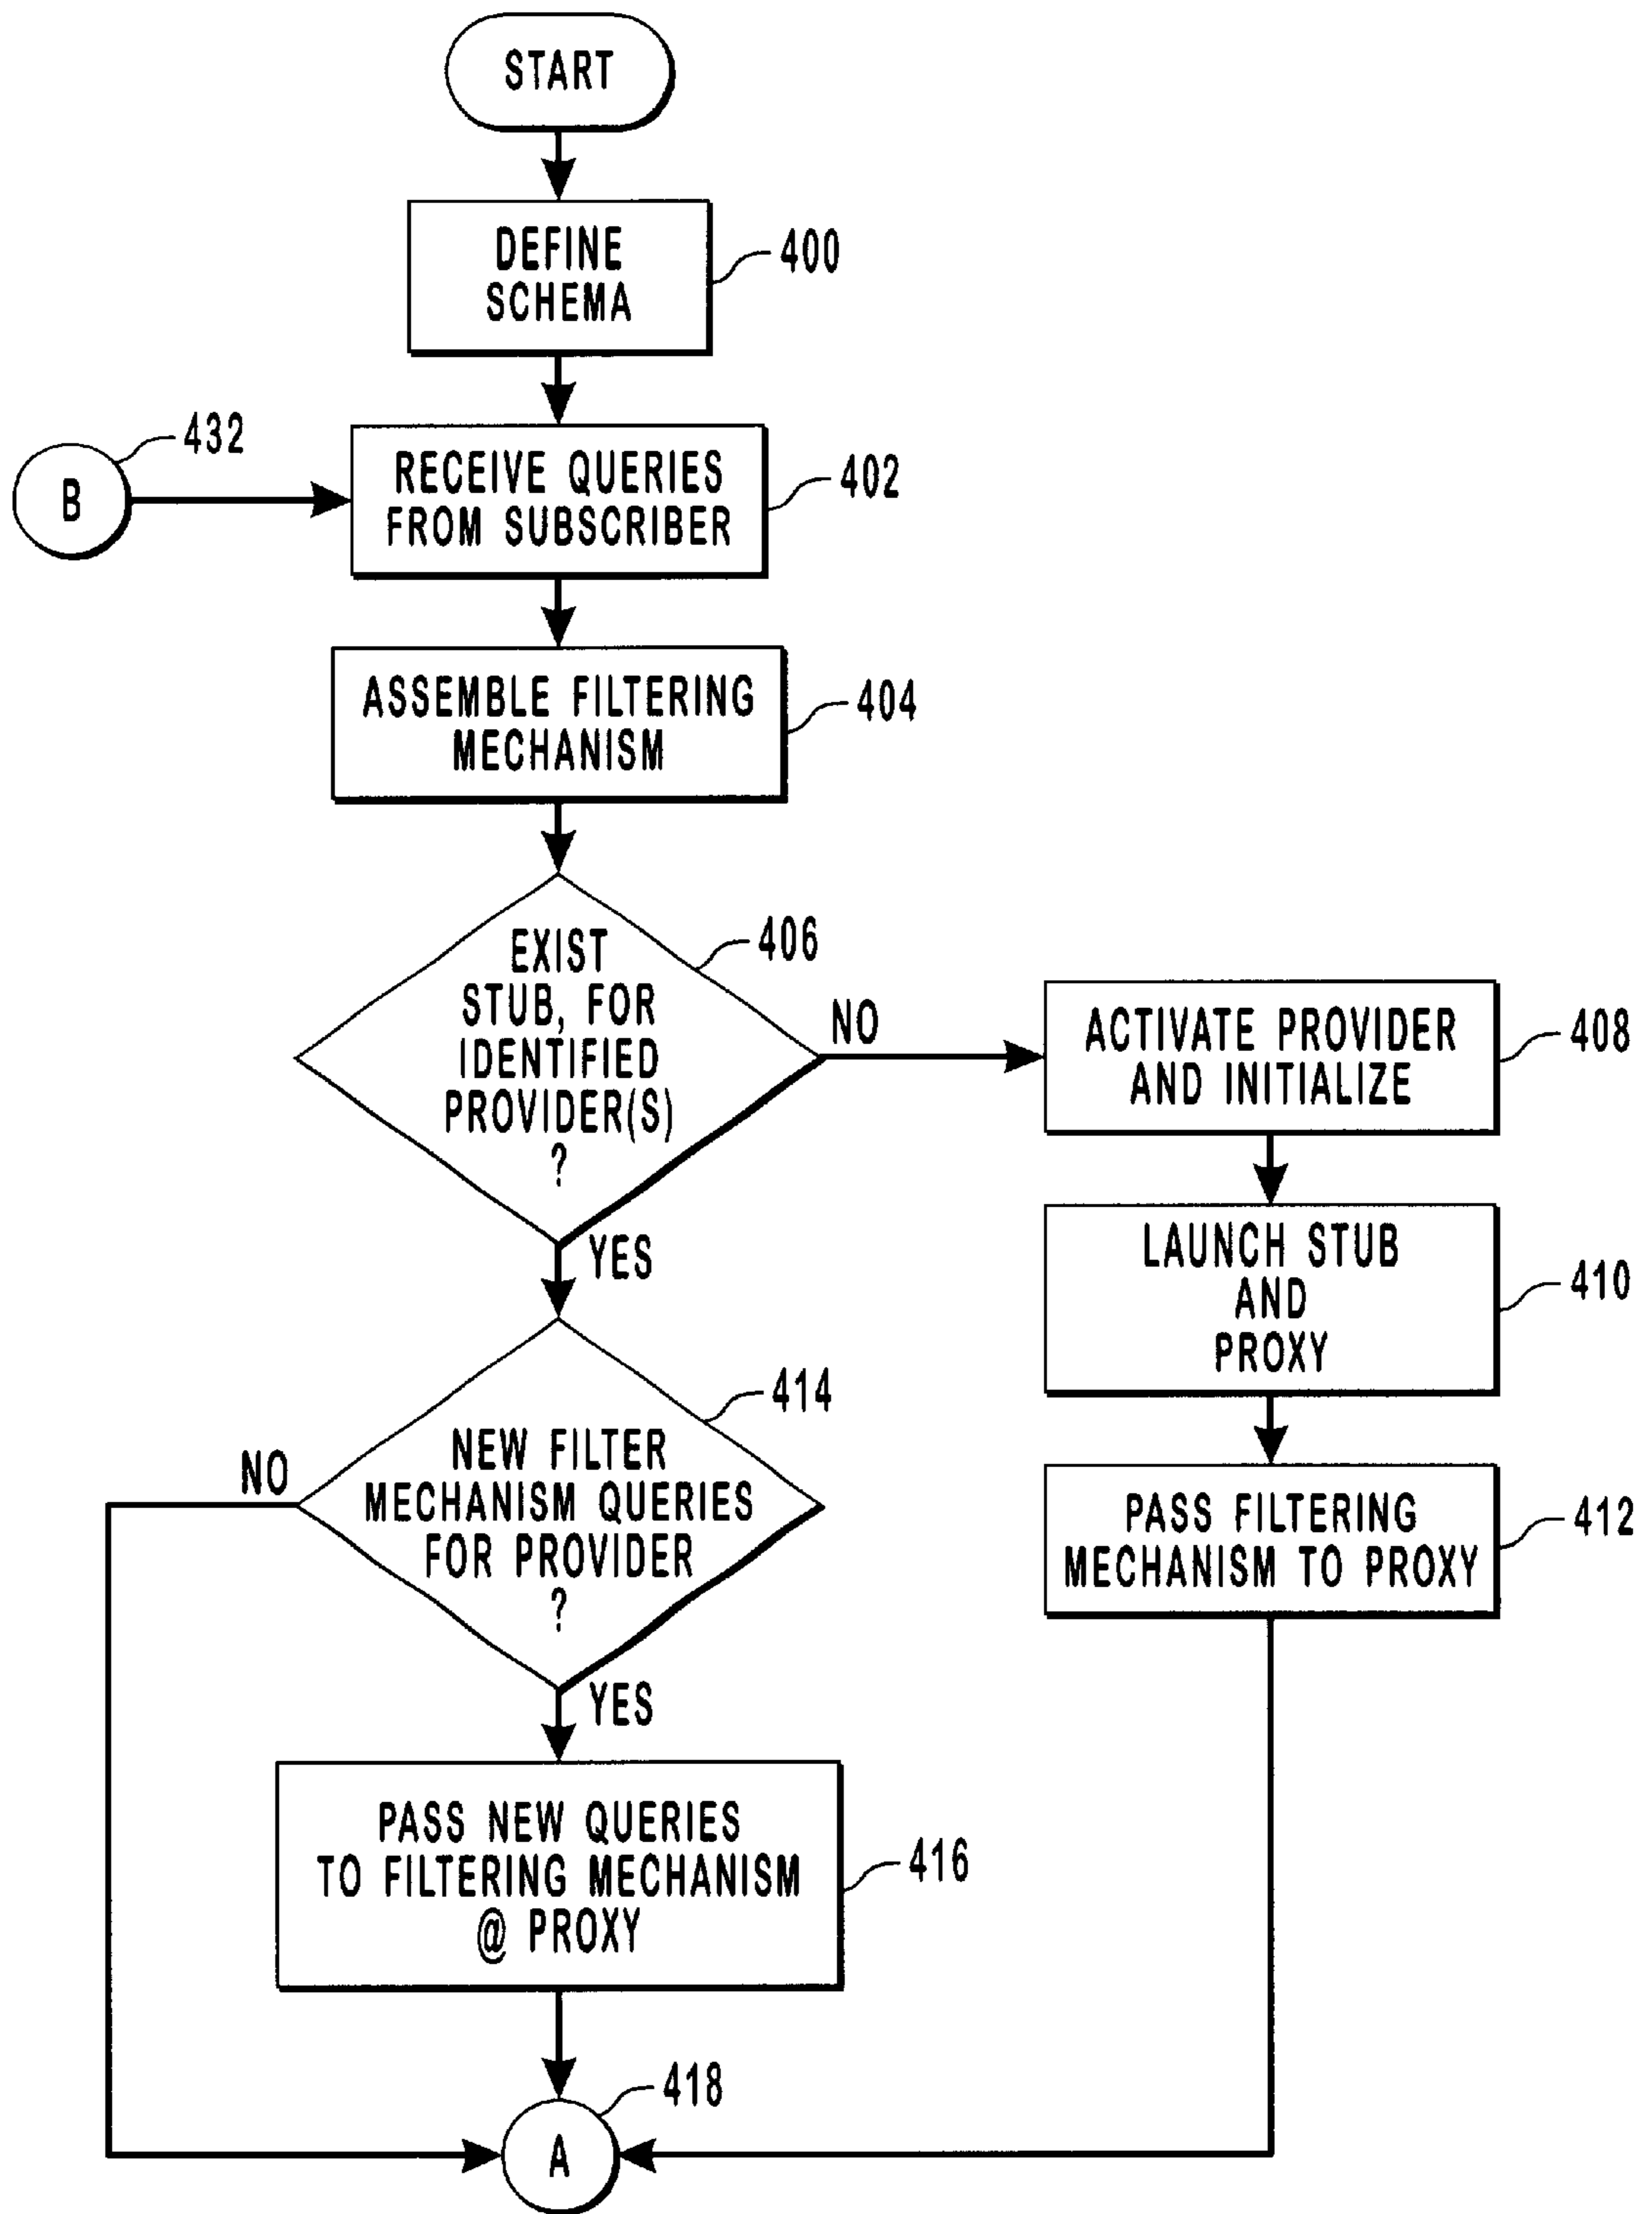 START
DEFINE
SCHEMA
400
432
B
RECEIVE QUERIES
FROM SUBSCRIBER
402
ASSEMBLE FILTERING
MECHANISM
404
EXIST
STUB, FOR
IDENTIFIED
PROVIDER(S)
?
406
NO
YES
ACTIVATE PROVIDER
AND INITIALIZE
408
LAUNCH STUB
AND
PROXY
410
PASS FILTERING
MECHANISM TO PROXY
412
NEW FILTER
MECHANISM QUERIES
FOR PROVIDER
?
414
NO
YES
PASS NEW QUERIES
TO FILTERING MECHANISM
@ PROXY
416
418
A